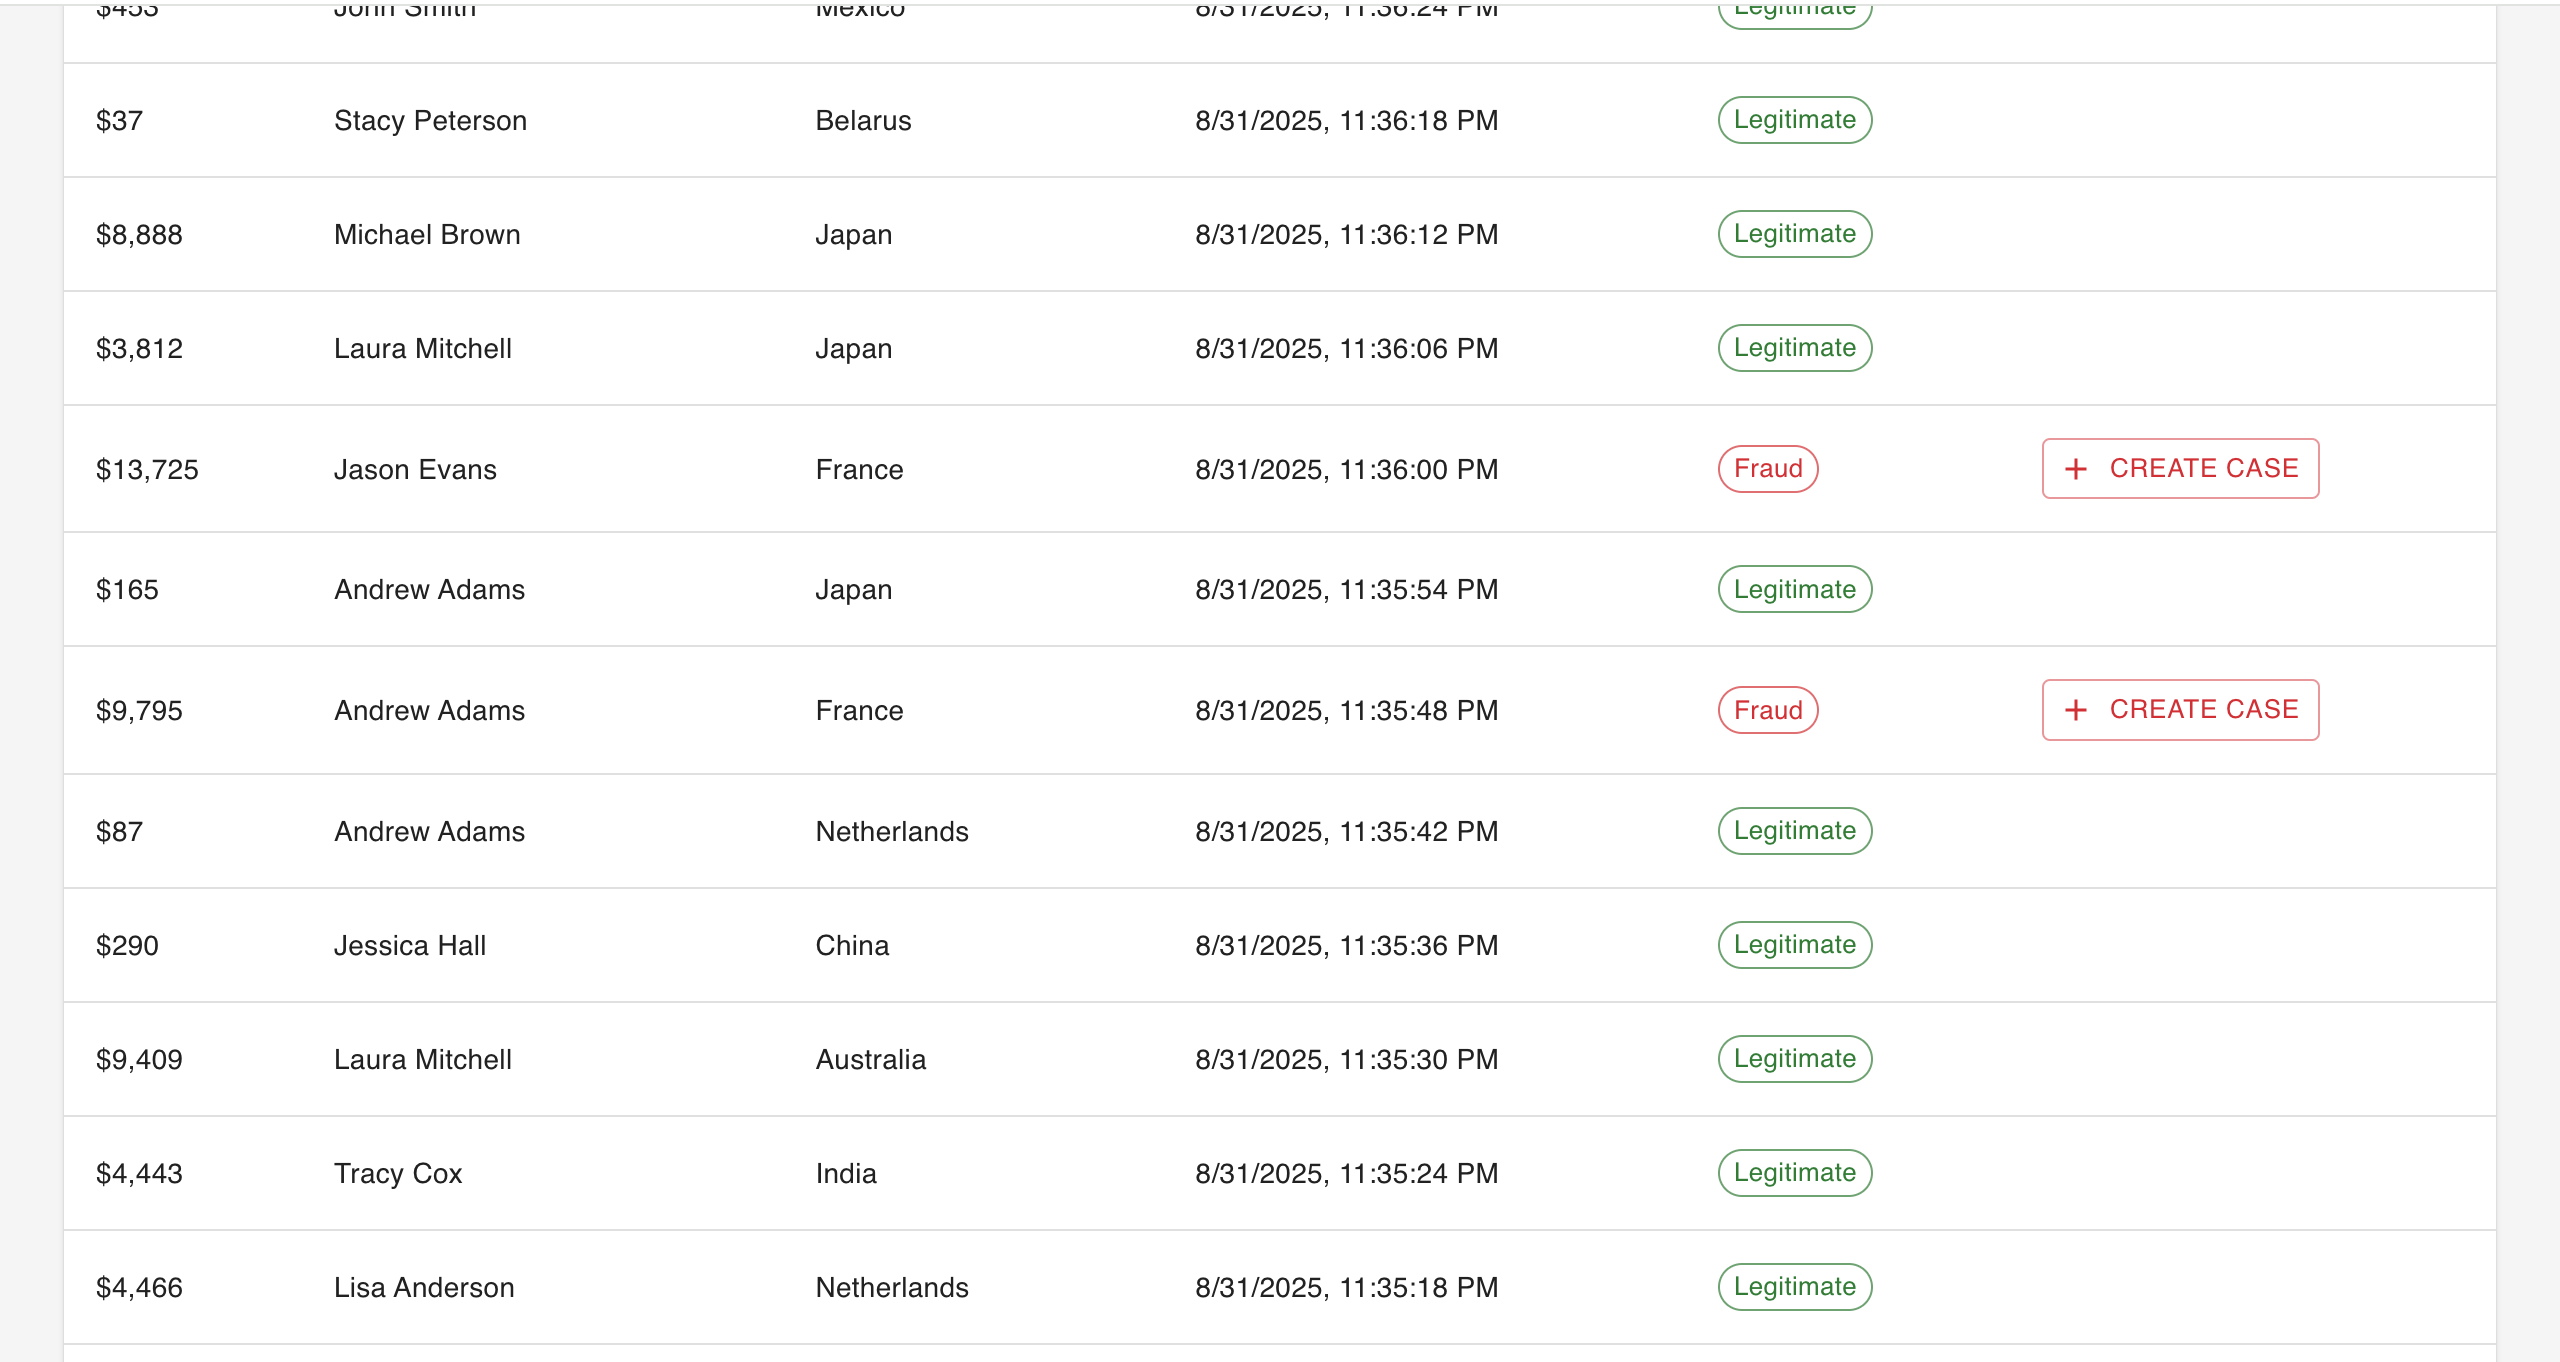 $453 John Smith Mexico 8/31/2025, 11:36:24 PM Legitimate
$37 Stacy Peterson Belarus 8/31/2025, 11:36:18 PM Legitimate
$8,888 Michael Brown Japan 8/31/2025, 11:36:12 PM Legitimate
$3,812 Laura Mitchell Japan 8/31/2025, 11:36:06 PM Legitimate
$13,725 Jason Evans France 8/31/2025, 11:36:00 PM Fraud + CREATE CASE
$165 Andrew Adams Japan 8/31/2025, 11:35:54 PM Legitimate
$9,795 Andrew Adams France 8/31/2025, 11:35:48 PM Fraud + CREATE CASE
$87 Andrew Adams Netherlands 8/31/2025, 11:35:42 PM Legitimate
$290 Jessica Hall China 8/31/2025, 11:35:36 PM Legitimate
$9,409 Laura Mitchell Australia 8/31/2025, 11:35:30 PM Legitimate
$4,443 Tracy Cox India 8/31/2025, 11:35:24 PM Legitimate
$4,466 Lisa Anderson Netherlands 8/31/2025, 11:35:18 PM Legitimate